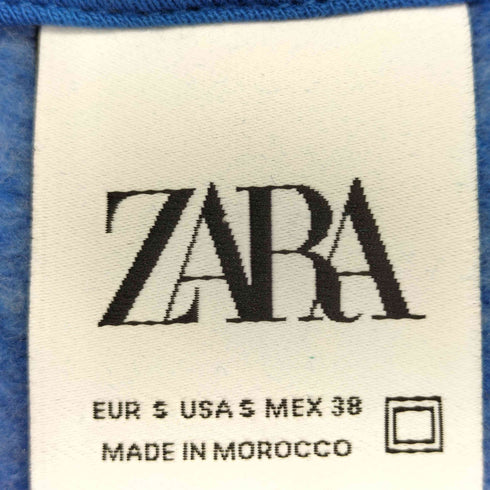 ZARA
EUR S USA S MEX 38
MADE IN MOROCCO